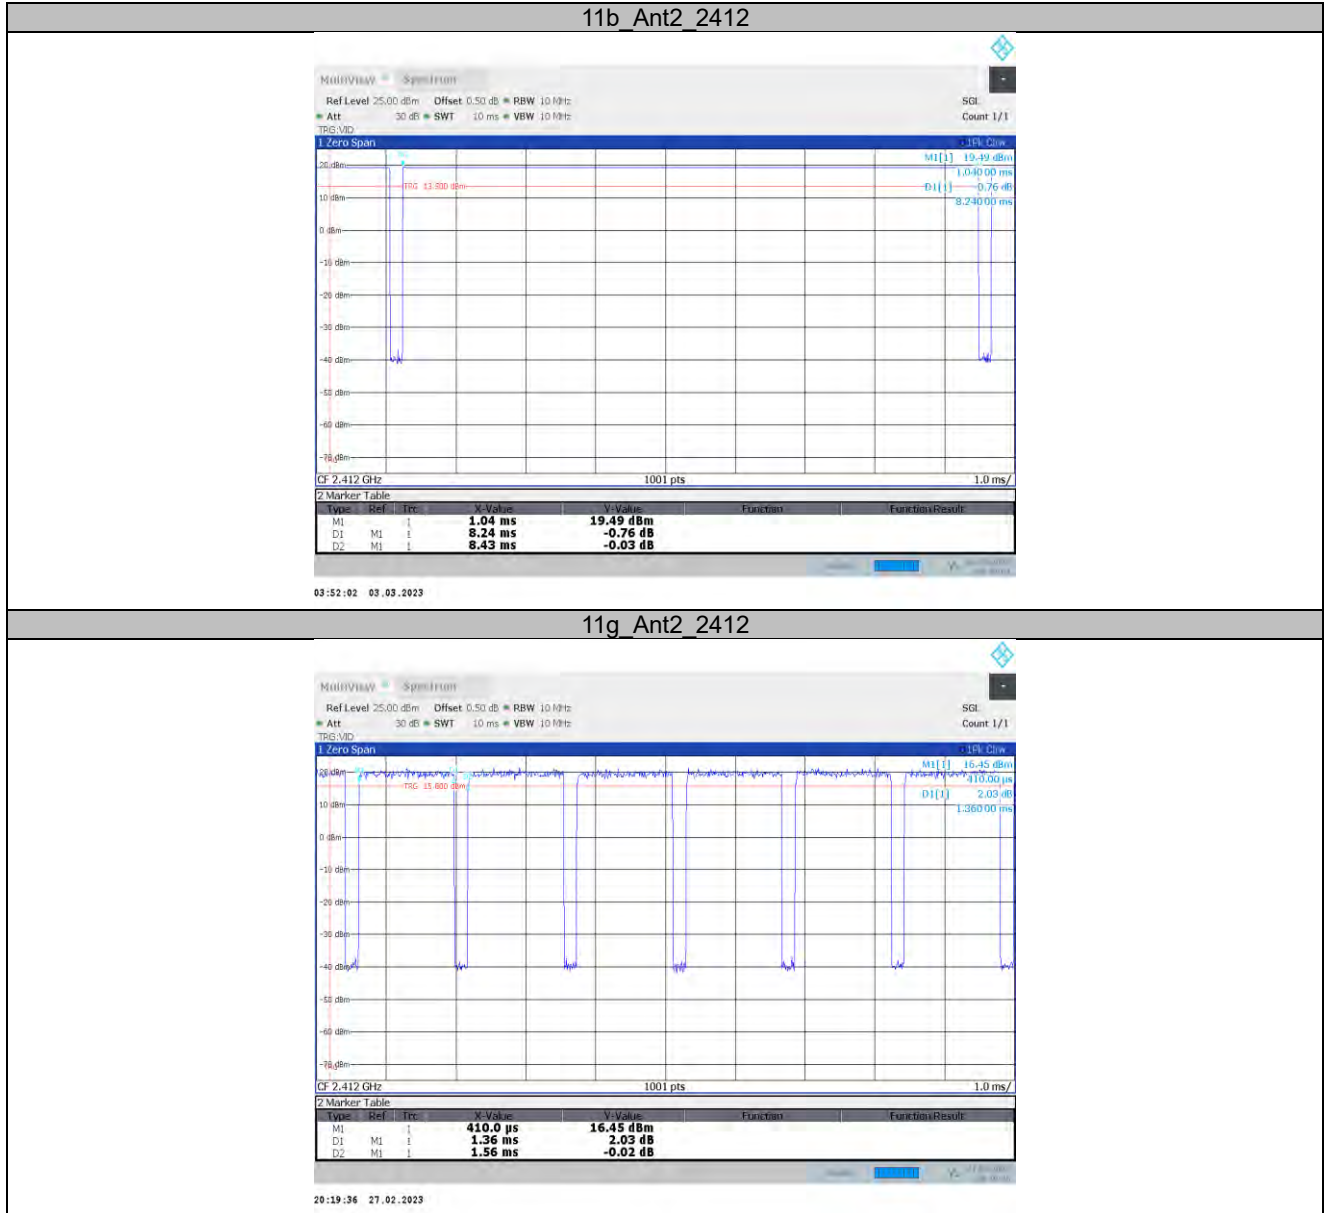 11b_Ant2_2412
MultiView Spectrum
Ref Level 25.00 dBm Offset 0.50 dB RBW 10 MHz SGL
Att 30 dB SWT 10 ms VBW 10 MHz Count 1/1
TRG:VID
1 Zero Span 1Pk Clrw
M1[1] 19.49 dBm
20 dBm
1.040 00 ms
TRG 13.500 dBm
D1[1] -0.76 dB
10 dBm
8.240 00 ms
0 dBm
-10 dBm
-20 dBm
-30 dBm
-40 dBm
-50 dBm
-60 dBm
-70 dBm
CF 2.412 GHz 1001 pts 1.0 ms/
2 Marker Table
Type Ref Trc X-Value Y-Value Function Function Result
M1 1 1.04 ms 19.49 dBm
D1 M1 1 8.24 ms -0.76 dB
D2 M1 1 8.43 ms -0.03 dB
03:52:02 03.03.2023
11g_Ant2_2412
MultiView Spectrum
Ref Level 25.00 dBm Offset 0.50 dB RBW 10 MHz SGL
Att 30 dB SWT 10 ms VBW 10 MHz Count 1/1
TRG:VID
1 Zero Span 1Pk Clrw
M1[1] 16.45 dBm
20 dBm
410.00 µs
TRG 15.800 dBm
D1[1] 2.03 dB
10 dBm
1.360 00 ms
0 dBm
-10 dBm
-20 dBm
-30 dBm
-40 dBm
-50 dBm
-60 dBm
-70 dBm
CF 2.412 GHz 1001 pts 1.0 ms/
2 Marker Table
Type Ref Trc X-Value Y-Value Function Function Result
M1 1 410.0 µs 16.45 dBm
D1 M1 1 1.36 ms 2.03 dB
D2 M1 1 1.56 ms -0.02 dB
20:19:36 27.02.2023